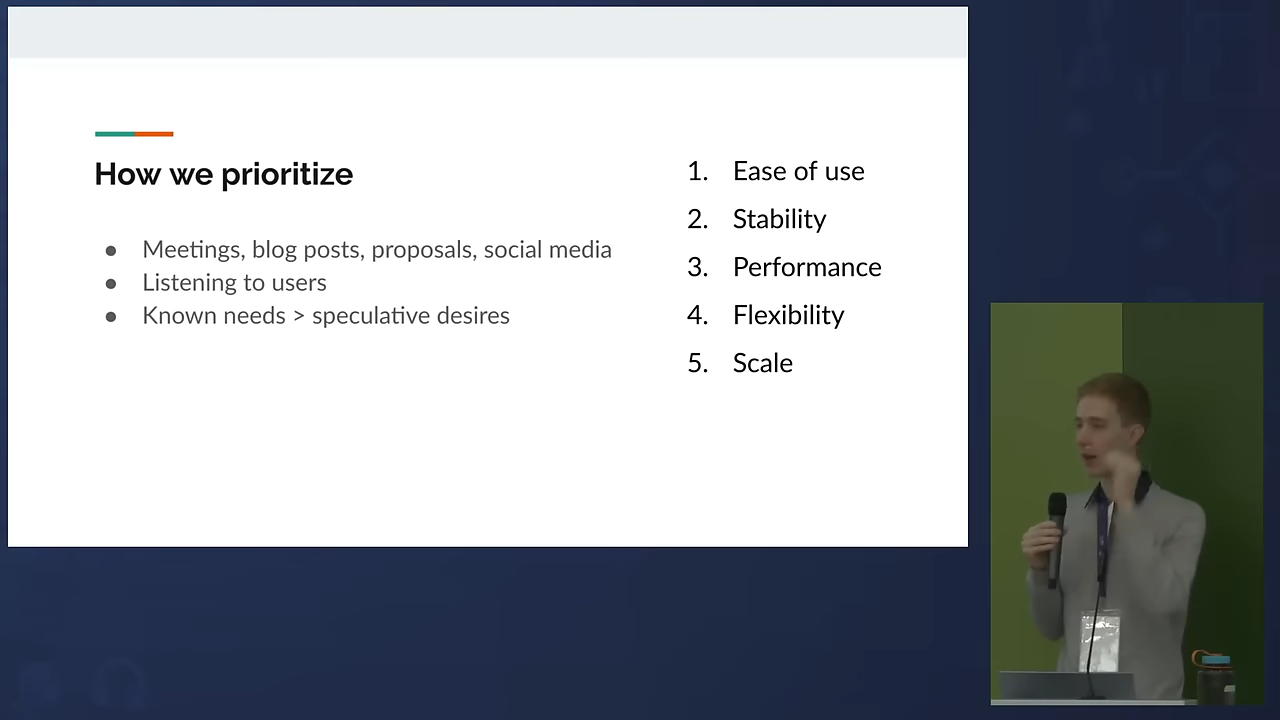 How we prioritize
● Meetings, blog posts, proposals, social media
● Listening to users
● Known needs > speculative desires
1. Ease of use
2. Stability
3. Performance
4. Flexibility
5. Scale